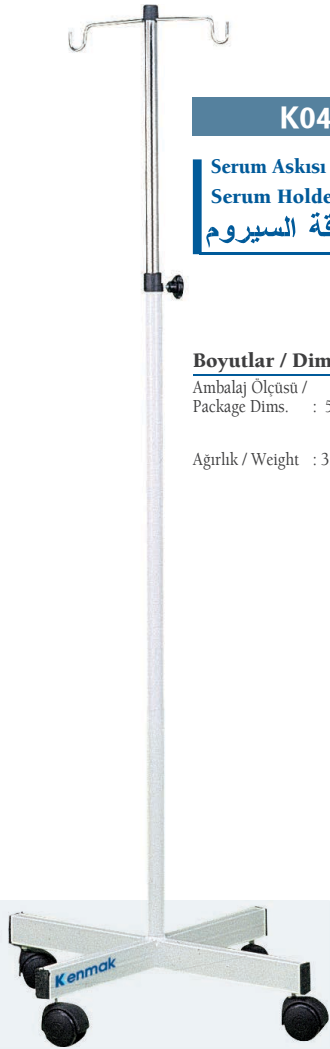 K04
Serum Askısı
Serum Holde
قة السيروم
Boyutlar / Dim
Ambalaj Ölçüsü /
Package Dims. : 5
Ağırlık / Weight : 3
Kenmak